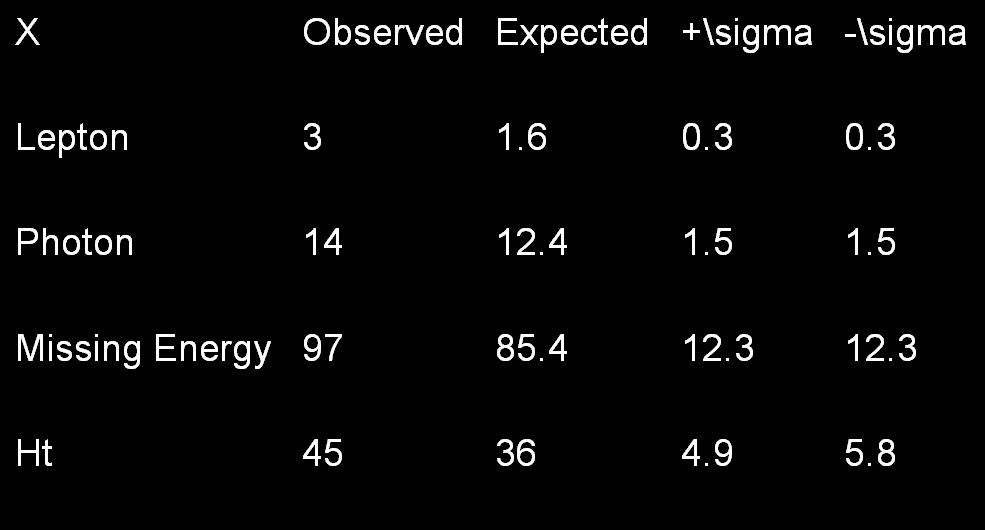 X Observed Expected +\sigma -\sigma
Lepton 3 1.6 0.3 0.3
Photon 14 12.4 1.5 1.5
Missing Energy 97 85.4 12.3 12.3
Ht 45 36 4.9 5.8